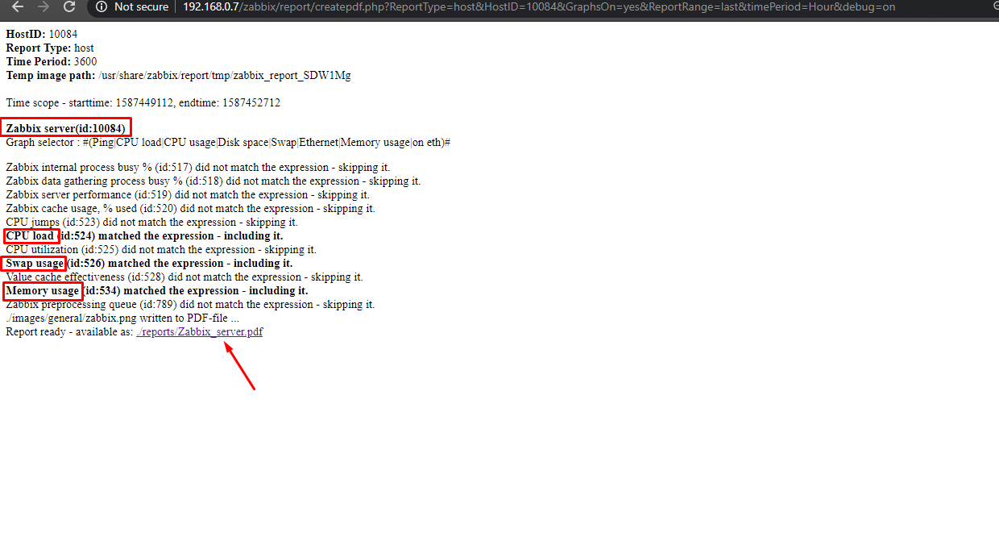 Not secure 192.168.0.7/zabbix/report/createpdf.php?ReportType=host&HostID=10084&GraphsOn=yes&ReportRange=last&timePeriod=Hour&debug=on
HostID: 10084
Report Type: host
Time Period: 3600
Temp image path: /usr/share/zabbix/report/tmp/zabbix_report_SDW1Mg
Time scope - starttime: 1587449112, endtime: 1587452712
Zabbix server(id:10084)
Graph selector : #(Ping|CPU load|CPU usage|Disk space|Swap|Ethernet|Memory usage|on eth)#
Zabbix internal process busy % (id:517) did not match the expression - skipping it.
Zabbix data gathering process busy % (id:518) did not match the expression - skipping it.
Zabbix server performance (id:519) did not match the expression - skipping it.
Zabbix cache usage, % used (id:520) did not match the expression - skipping it.
CPU jumps (id:523) did not match the expression - skipping it.
CPU load (id:524) matched the expression - including it.
CPU utilization (id:525) did not match the expression - skipping it.
Swap usage (id:526) matched the expression - including it.
Value cache effectiveness (id:528) did not match the expression - skipping it.
Memory usage (id:534) matched the expression - including it.
Zabbix preprocessing queue (id:789) did not match the expression - skipping it.
./images/general/zabbix.png written to PDF-file ...
Report ready - available as: ./reports/Zabbix_server.pdf